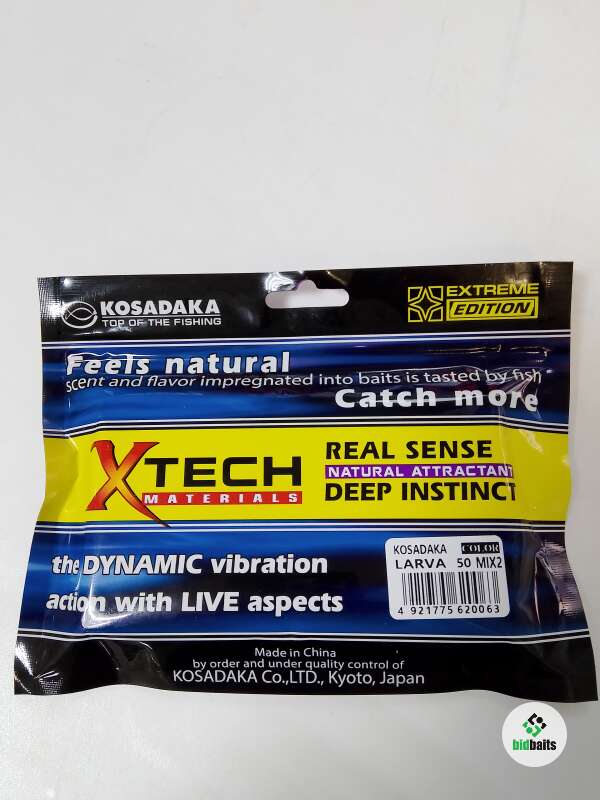 KOSADAKA
TOP OF THE FISHING
EXTREME
EDITION
Feels natural
scent and flavor impregnated into baits is tasted by fish
Catch more
XTECH
MATERIALS
REAL SENSE
NATURAL ATTRACTANT
DEEP INSTINCT
the DYNAMIC vibration
action with LIVE aspects
KOSADAKA COLOR
LARVA 50 MIX2
4 921775 620063
Made in China
by order and under quality control of
KOSADAKA Co.,LTD., Kyoto, Japan
bidbaits